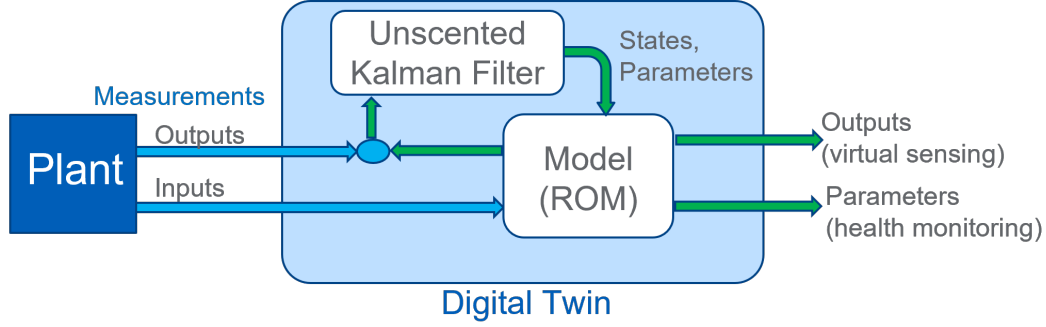 Unscented
Kalman Filter
States,
Parameters
Measurements
Outputs
Plant
Inputs
Model
(ROM)
Outputs
(virtual sensing)
Parameters
(health monitoring)
Digital Twin